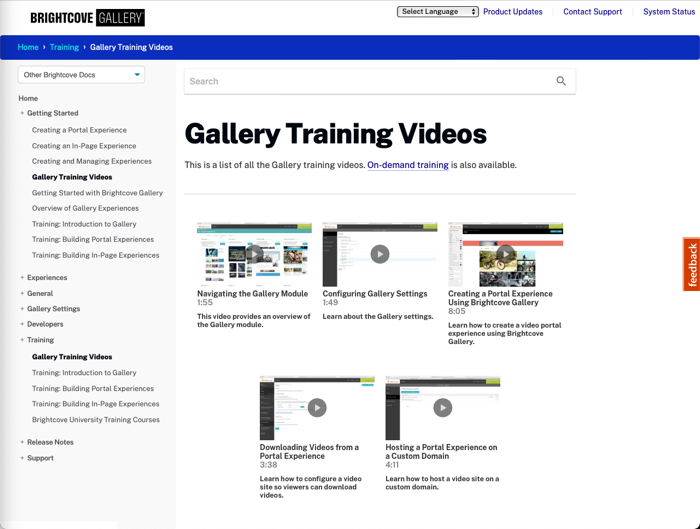 BRIGHTCOVE GALLERY
Select Language
Product Updates
Contact Support
System Status
Home › Training › Gallery Training Videos
Other Brightcove Docs
Home
+ Getting Started
Creating a Portal Experience
Creating an In-Page Experience
Creating and Managing Experiences
Gallery Training Videos
Getting Started with Brightcove Gallery
Overview of Gallery Experiences
Training: Introduction to Gallery
Training: Building Portal Experiences
Training: Building In-Page Experiences
+ Experiences
+ General
+ Gallery Settings
+ Developers
+ Training
Gallery Training Videos
Training: Introduction to Gallery
Training: Building Portal Experiences
Training: Building In-Page Experiences
Brightcove University Training Courses
+ Release Notes
+ Support
Search
Gallery Training Videos
This is a list of all the Gallery training videos. On-demand training is also available.
Navigating the Gallery Module
1:55
This video provides an overview of
the Gallery module.
Configuring Gallery Settings
1:49
Learn about the Gallery settings.
Creating a Portal Experience
Using Brightcove Gallery
8:05
Learn how to create a video portal
experience using Brightcove
Gallery.
Downloading Videos from a
Portal Experience
3:38
Learn how to configure a video
site so viewers can download
videos.
Hosting a Portal Experience on
a Custom Domain
4:11
Learn how to host a video site on a
custom domain.
feedback